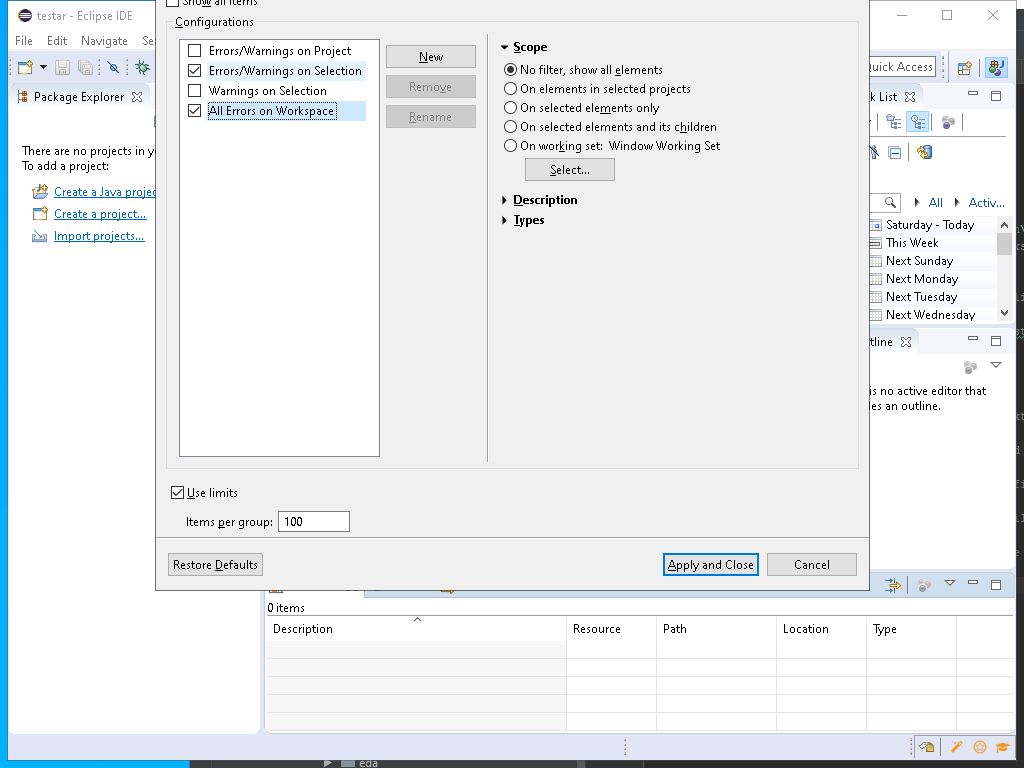 testar - Eclipse IDE
File Edit Navigate
Package Explorer
There are no projects in
To add a project:
Create a Java
Create a project...
Import projects...
Show all items
Configurations
Errors/Warnings on Project
Errors/Warnings on Selection
Warnings on Selection
All Errors on Workspace
New
Remove
Rename
Scope
No filter, show all elements
On elements in selected projects
On selected elements only
On selected elements and its children
On working set: Window Working Set
Select...
Description
Types
Use limits
Items per group: 100
Restore Defaults
Apply and Close
Cancel
Quick Access
List
All
Activ...
Saturday - Today
This Week
Next Sunday
Next Monday
Next Tuesday
Next Wednesday
tline
is no active editor that
es an outline.
0 items
Description Resource Path Location Type
eda